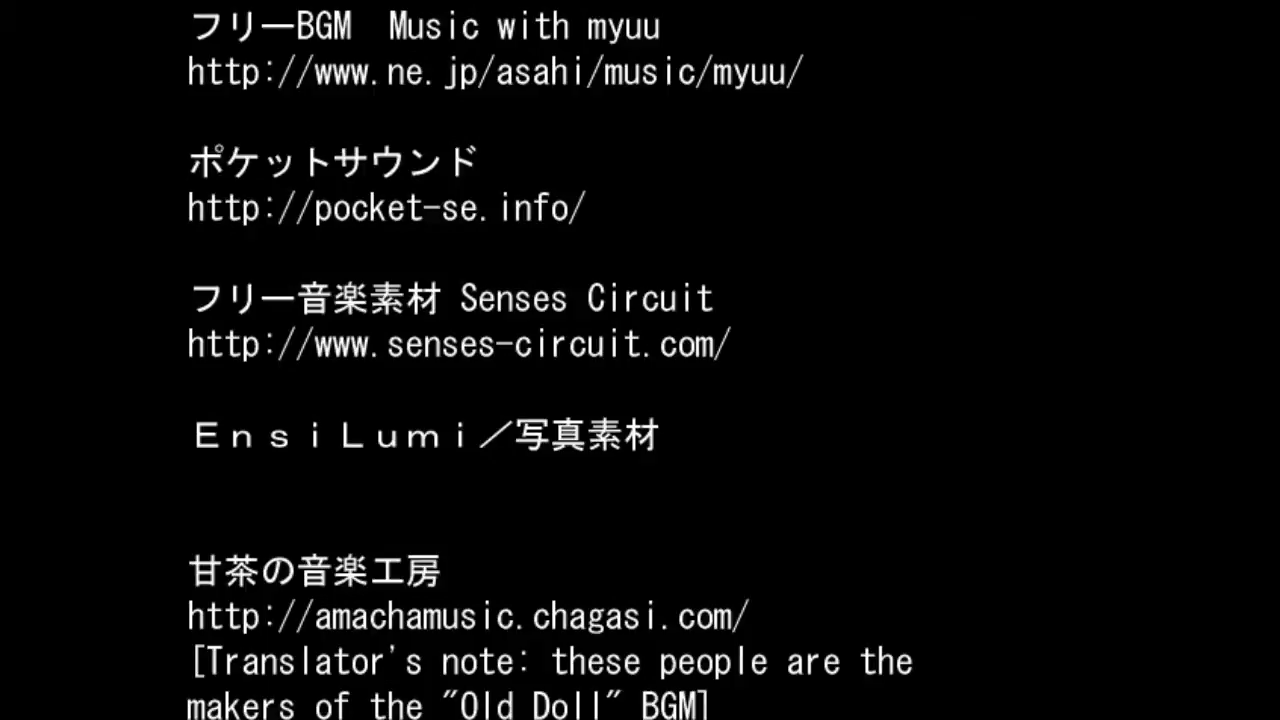 フリーBGM　Music with myuu
http://www.ne.jp/asahi/music/myuu/
ポケットサウンド
http://pocket-se.info/
フリー音楽素材 Senses Circuit
http://www.senses-circuit.com/
ＥｎｓｉＬｕｍｉ／写真素材
甘茶の音楽工房
http://amachamusic.chagasi.com/
[Translator's note: these people are the
makers of the "Old Doll" BGM]